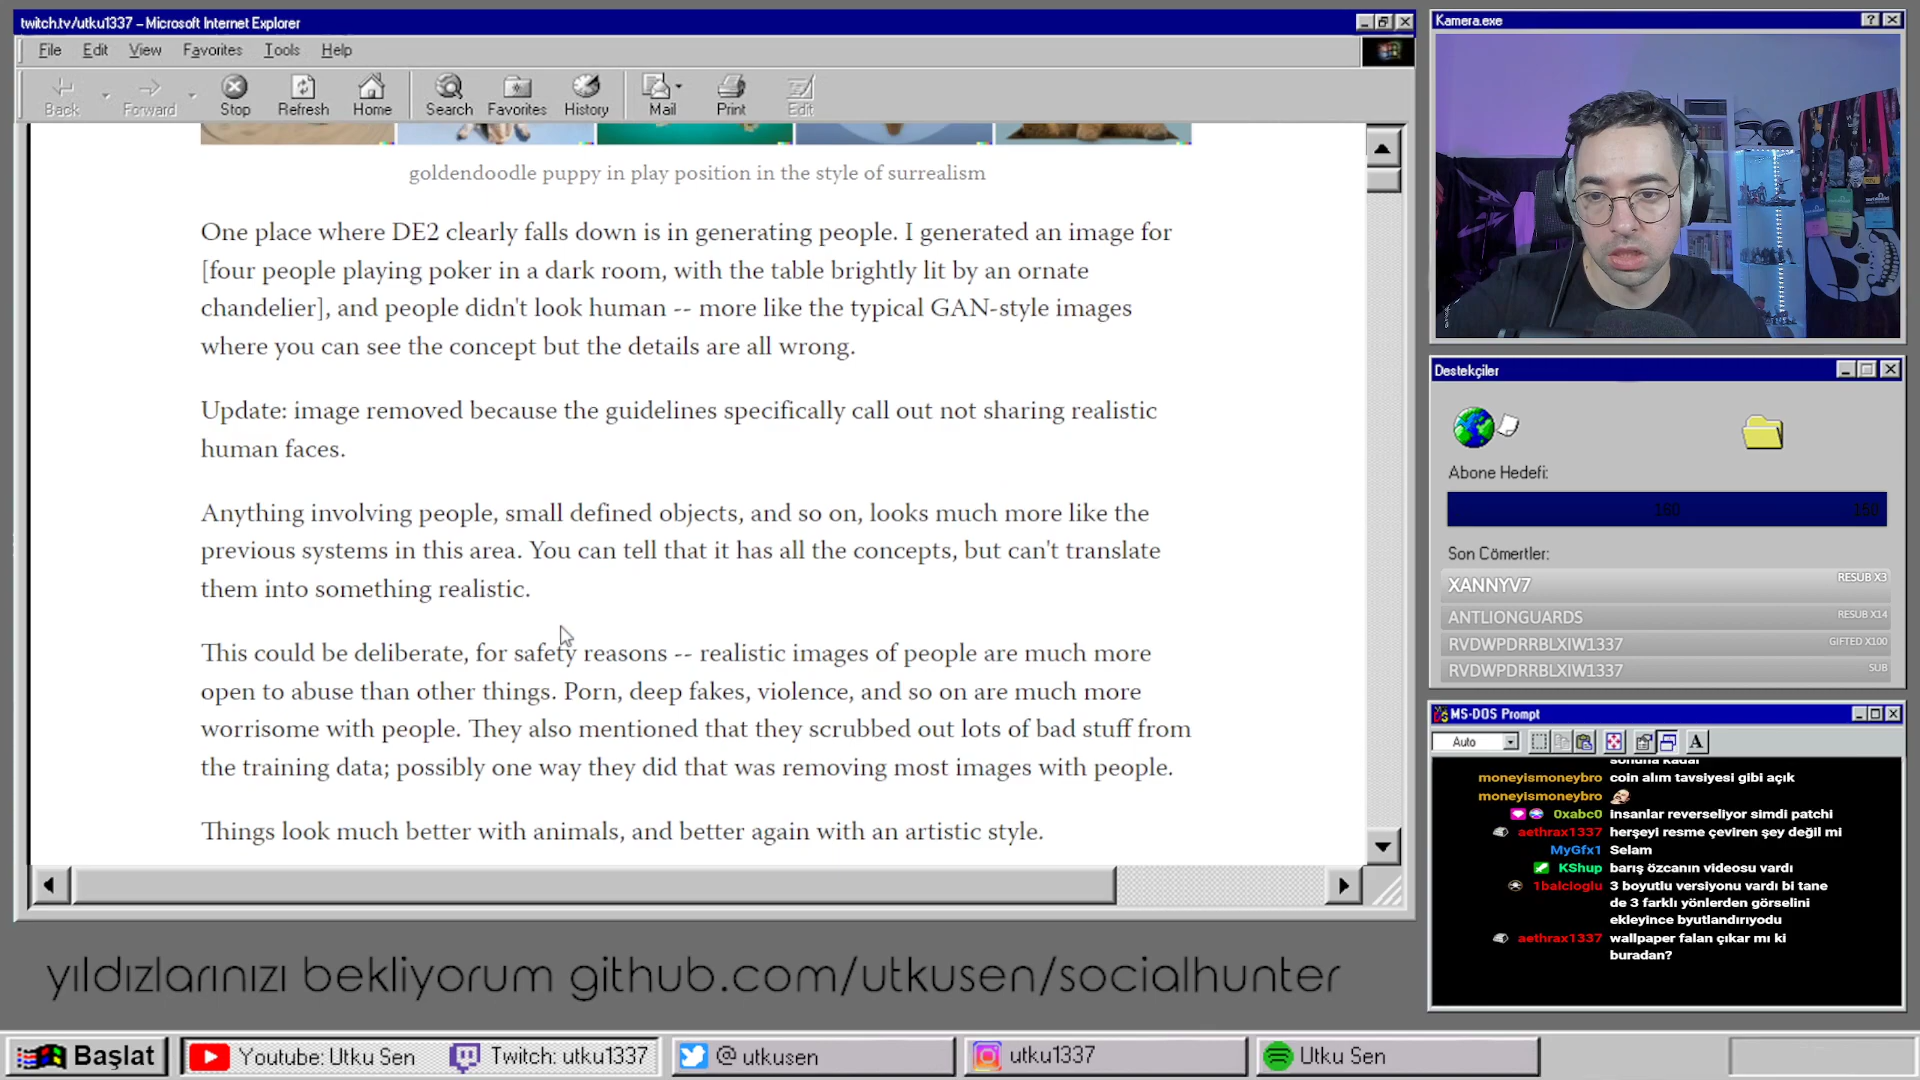 twitch.tv/utku1337 – Microsoft Internet Explorer
File Edit View Favorites Tools Help
Back Forward Stop Refresh Home Search Favorites History Mail Print Edit
goldendoodle puppy in play position in the style of surrealism
One place where DE2 clearly falls down is in generating people. I generated an image for
[four people playing poker in a dark room, with the table brightly lit by an ornate
chandelier], and people didn't look human -- more like the typical GAN-style images
where you can see the concept but the details are all wrong.
Update: image removed because the guidelines specifically call out not sharing realistic
human faces.
Anything involving people, small defined objects, and so on, looks much more like the
previous systems in this area. You can tell that it has all the concepts, but can't translate
them into something realistic.
This could be deliberate, for safety reasons -- realistic images of people are much more
open to abuse than other things. Porn, deep fakes, violence, and so on are much more
worrisome with people. They also mentioned that they scrubbed out lots of bad stuff from
the training data; possibly one way they did that was removing most images with people.
Things look much better with animals, and better again with an artistic style.
Kamera.exe
Destekçiler
Abone Hedefi:
180 150
Son Cömertler:
XANNYV7 RESUB X3
ANTLIONGUARDS RESUB X14
RVDWPDRRBLXIW1337 GIFTED X100
RVDWPDRRBLXIW1337 SUB
MS-DOS Prompt
Auto A
sonuna kadar
moneyismoneybro coin alım tavsiyesi gibi açık
moneyismoneybro
0xabc0 insanlar reverseliyor simdi patchi
aethrax1337 herşeyi resme çeviren şey değil mi
MyGfx1 Selam
KShup barış özcanın videosu vardı
1balcioglu 3 boyutlu versiyonu vardı bi tane
de 3 farklı yönlerden görselini
ekleyince byutlandırıyodu
aethrax1337 wallpaper falan çıkar mı ki
buradan?
yıldızlarınızı bekliyorum github.com/utkusen/socialhunter
Başlat Youtube: Utku Sen Twitch: utku1337 @utkusen utku1337 Utku Sen